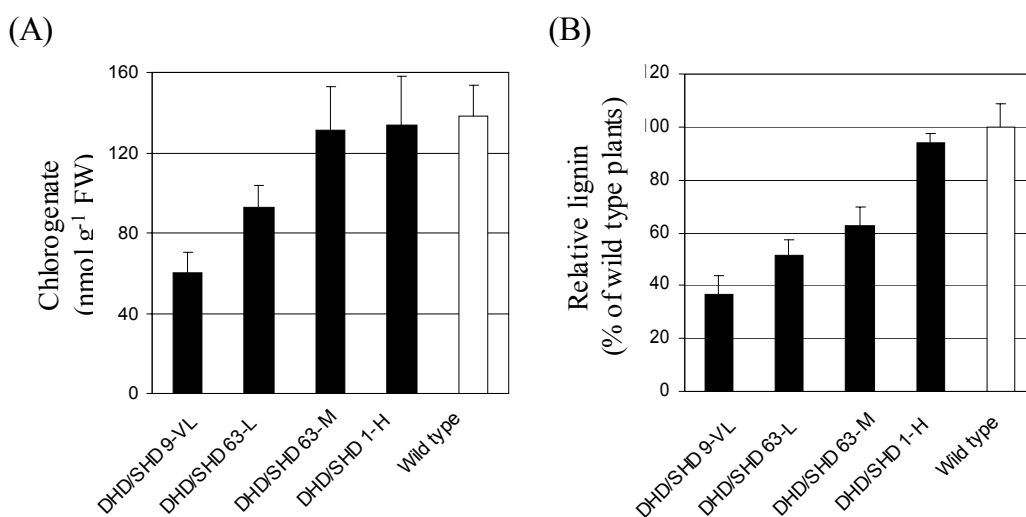 (A)
Chlorogenate
(nmol g-1 FW)
160
120
80
40
0
DHD/SHD 9-VL
DHD/SHD 63-L
DHD/SHD 63-M
DHD/SHD 1-H
Wild type
(B)
Relative lignin
(% of wild type plants)
20
00
80
60
40
20
0
DHD/SHD 9-VL
DHD/SHD 63-L
DHD/SHD 63-M
DHD/SHD 1-H
Wild type